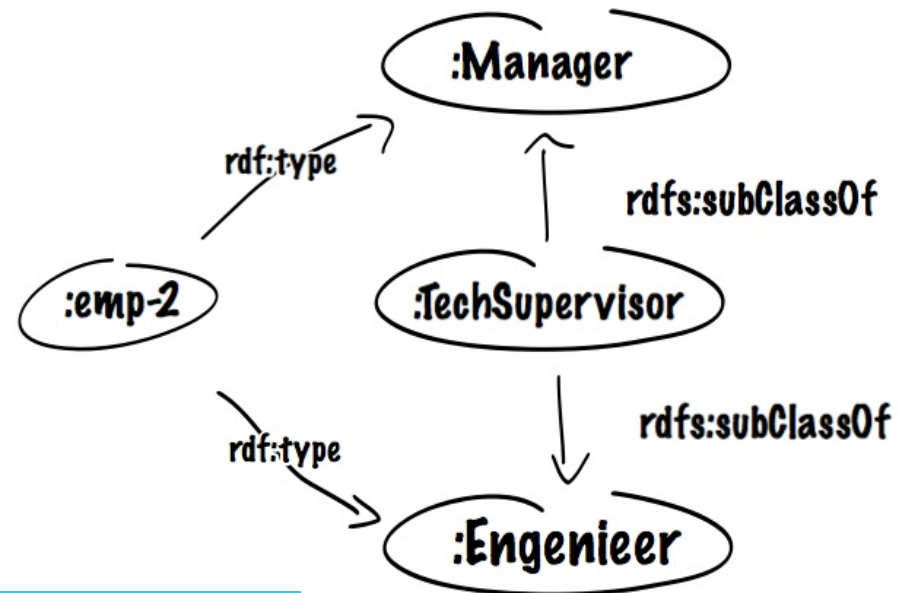 :Manager
rdf:type
rdfs:subClassOf
:emp-2
:TechSupervisor
rdfs:subClassOf
rdf:type
:Engenieer